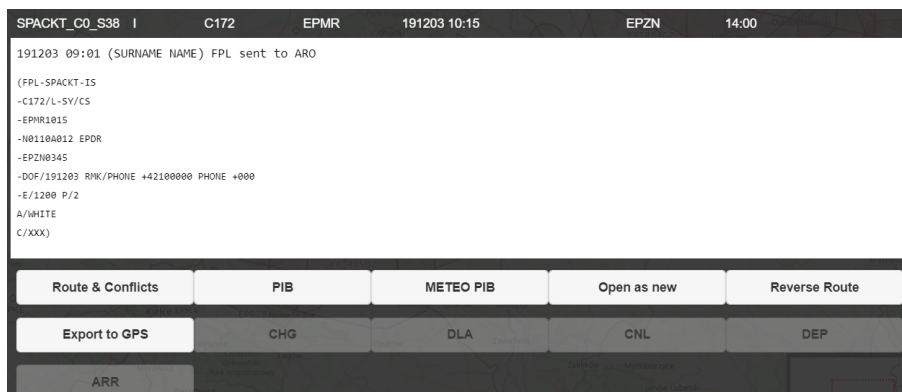 SPACKT_C0_S38 I C172 EPMR 191203 10:15 EPZN 14:00
191203 09:01 (SURNAME NAME) FPL sent to ARO
(FPL-SPACKT-IS
-C172/L-SY/CS
-EPMR1015
-N0110A012 EPDR
-EPZN0345
-DOF/191203 RMK/PHONE +42100000 PHONE +000
-E/1200 P/2
A/WHITE
C/XXX)
Route & Conflicts PIB METEO PIB Open as new Reverse Route
Export to GPS CHG DLA CNL DEP
ARR